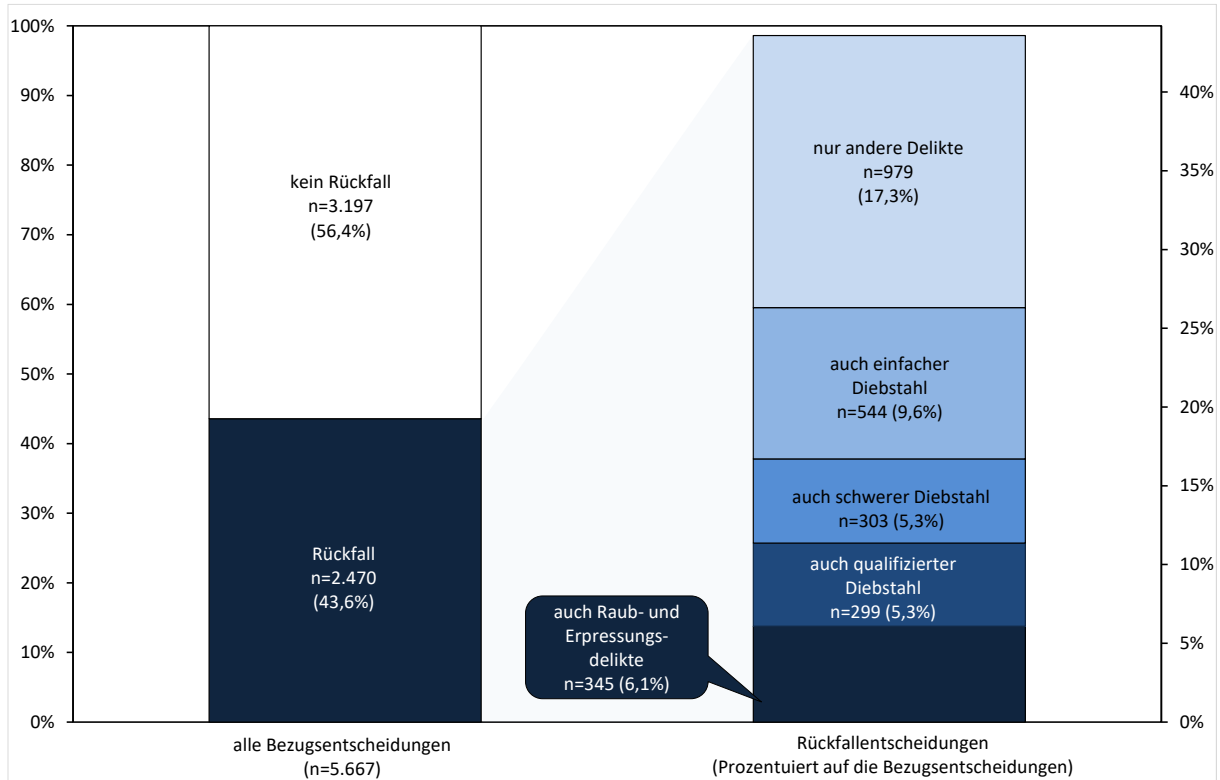 100%
90%
80%
70%
60%
50%
40%
30%
20%
10%
0%
kein Rückfall
n=3.197
(56,4%)
Rückfall
n=2.470
(43,6%)
alle Bezugsentscheidungen
(n=5.667)
auch Raub- und
Erpressungs-
delikte
n=345 (6,1%)
nur andere Delikte
n=979
(17,3%)
auch einfacher
Diebstahl
n=544 (9,6%)
auch schwerer Diebstahl
n=303 (5,3%)
auch qualifizierter
Diebstahl
n=299 (5,3%)
Rückfallentscheidungen
(Prozentuiert auf die Bezugsentscheidungen)
40%
35%
30%
25%
20%
15%
10%
5%
0%